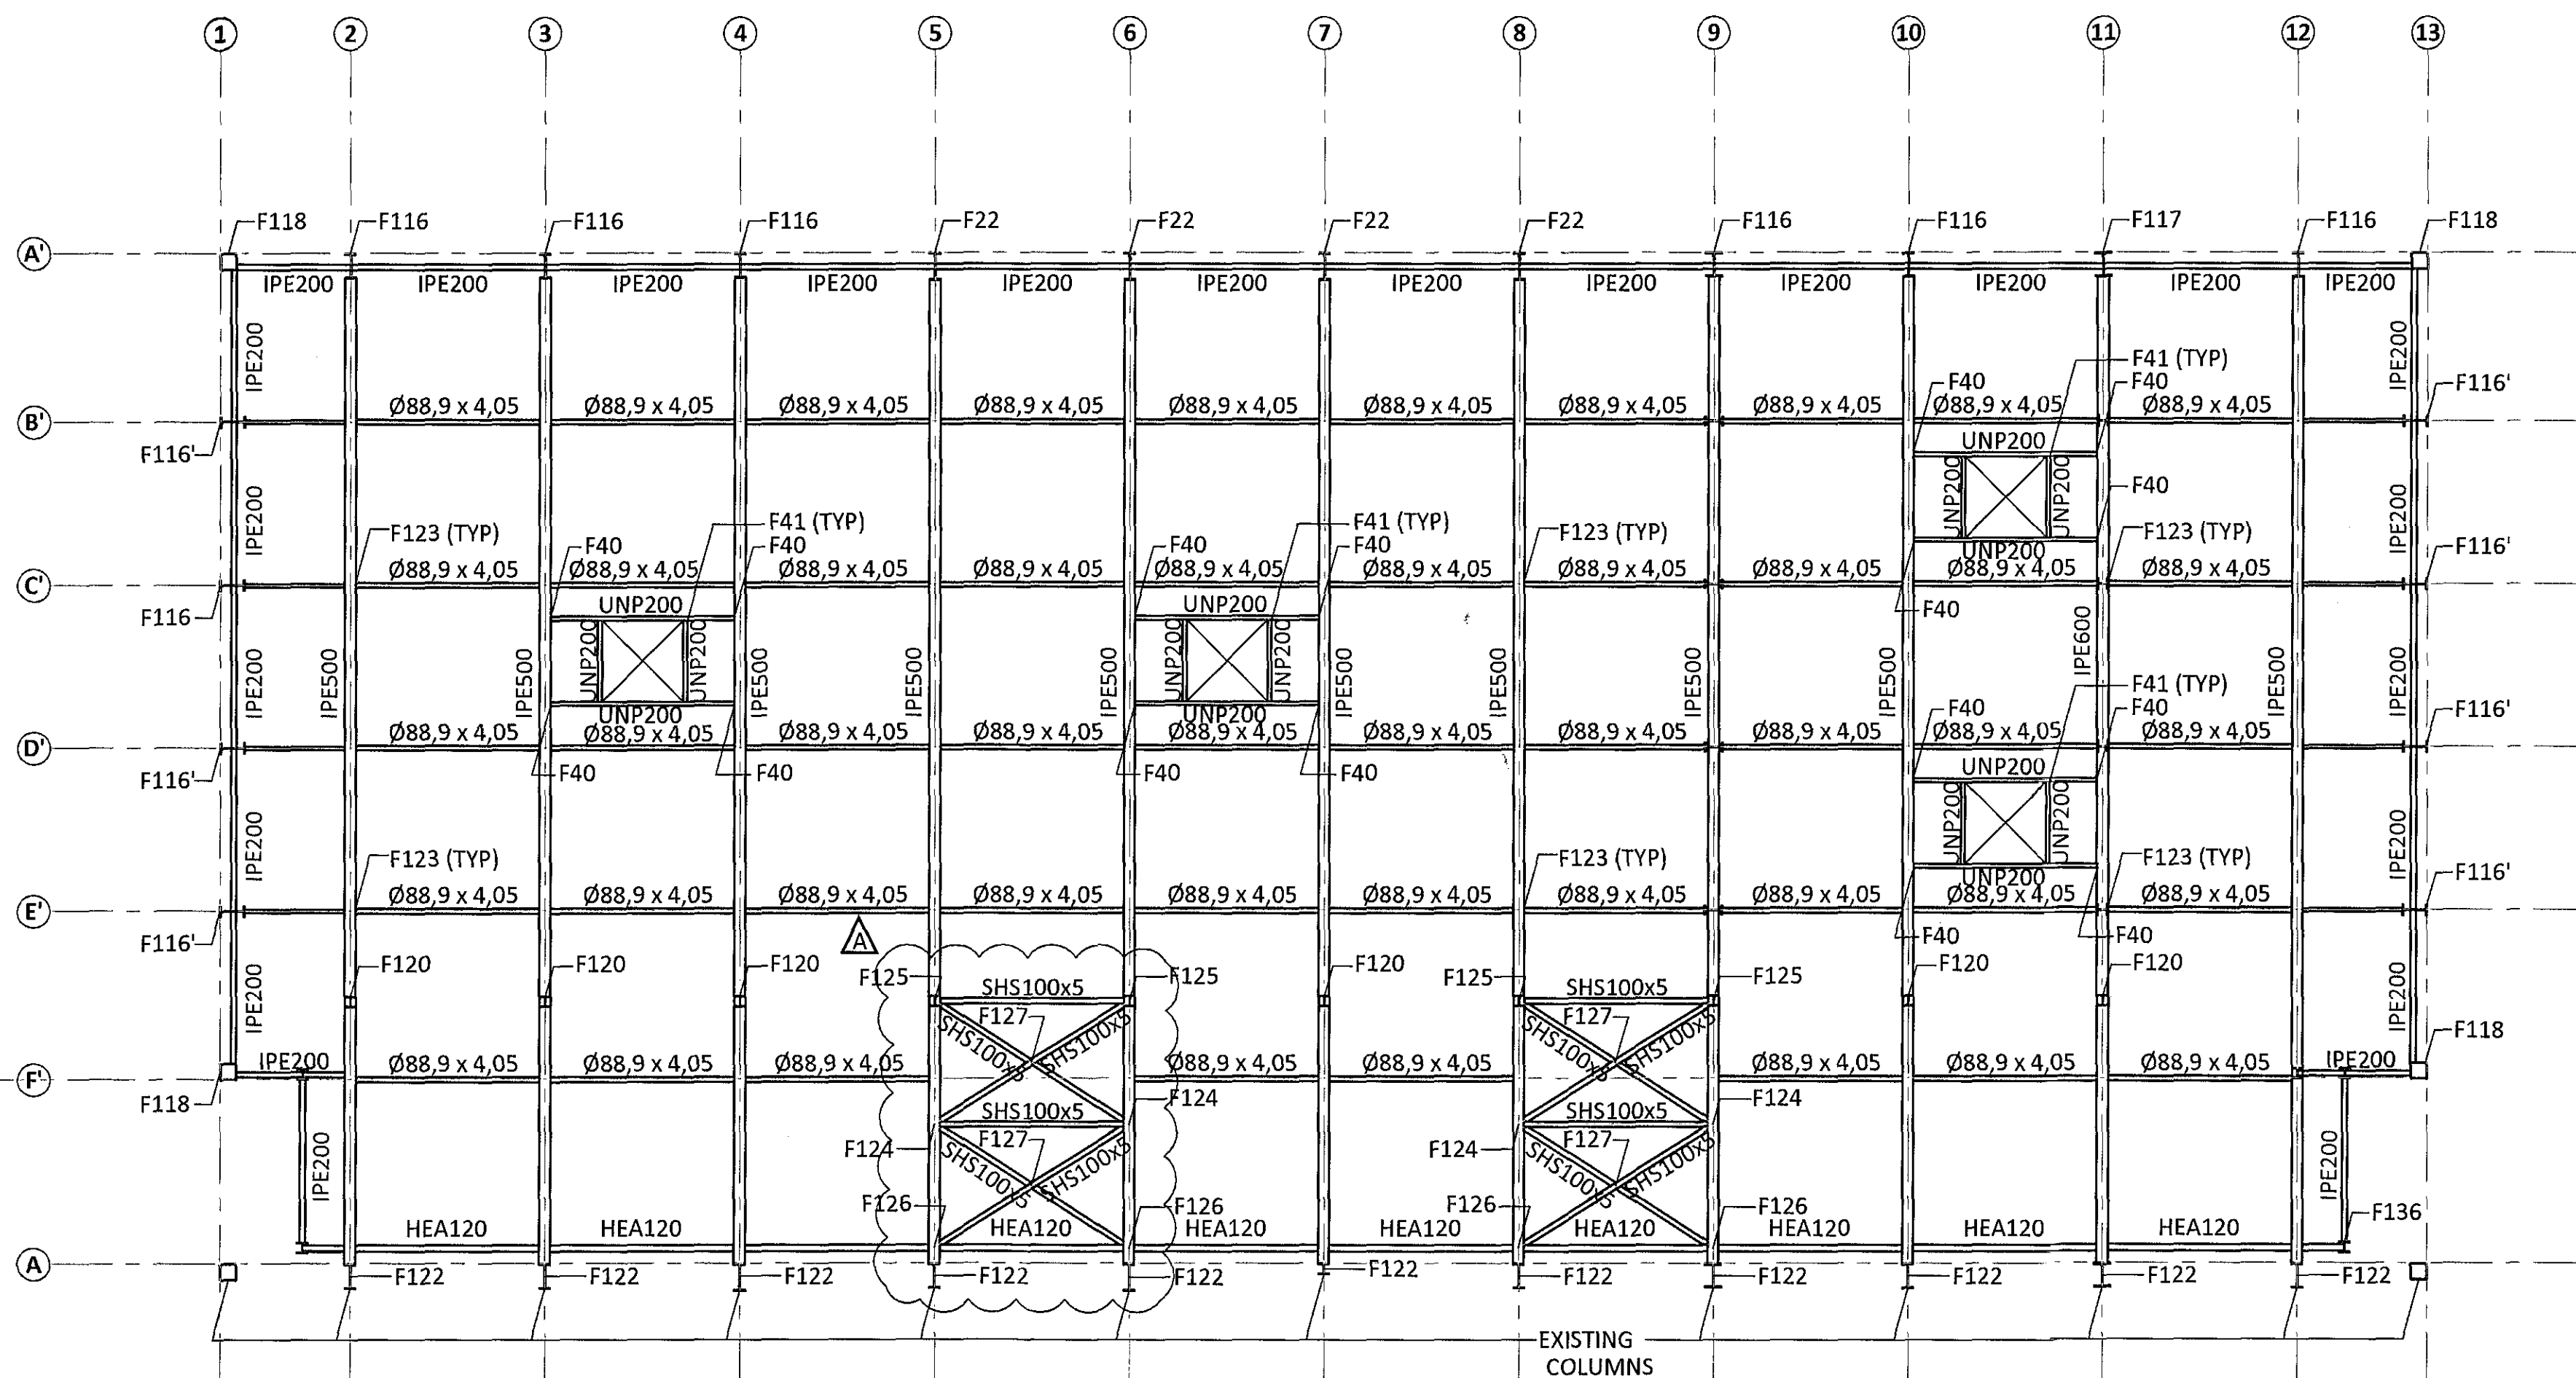 1 2 3 4 5 6 7 8 9 10 11 12 13
F118 F116 F116 F116 F22 F22 F22 F22 F116 F116 F117 F116 F118
A'
IPE200 IPE200 IPE200 IPE200 IPE200 IPE200 IPE200 IPE200 IPE200 IPE200 IPE200 IPE200
IPE200 IPE200
F41 (TYP)
F40 F40 F116'
Ø88,9 x 4,05 Ø88,9 x 4,05 Ø88,9 x 4,05 Ø88,9 x 4,05 Ø88,9 x 4,05 Ø88,9 x 4,05 Ø88,9 x 4,05 Ø88,9 x 4,05 Ø88,9 x 4,05 Ø88,9 x 4,05
B'
F116' UNP200
IPE200 UNP200 UNP200 IPE200
F40
F41 (TYP) F41 (TYP)
F123 (TYP) F123 (TYP) F123 (TYP)
F40 F40 F40 F40 F116'
UNP200
Ø88,9 x 4,05 Ø88,9 x 4,05 Ø88,9 x 4,05 Ø88,9 x 4,05 Ø88,9 x 4,05 Ø88,9 x 4,05 Ø88,9 x 4,05 Ø88,9 x 4,05 Ø88,9 x 4,05 Ø88,9 x 4,05
C'
F116 UNP200 UNP200 F40
IPE200 IPE500 IPE500 UNP200 UNP200 IPE500 IPE500 IPE500 UNP200 UNP200 IPE500 IPE500 IPE500 IPE500 IPE600 IPE500 IPE200
F41 (TYP)
UNP200 UNP200 F40 F40 F116'
Ø88,9 x 4,05 Ø88,9 x 4,05 Ø88,9 x 4,05 Ø88,9 x 4,05 Ø88,9 x 4,05 Ø88,9 x 4,05 Ø88,9 x 4,05 Ø88,9 x 4,05 Ø88,9 x 4,05 Ø88,9 x 4,05
D'
F116' F40 F40 F40 F40 UNP200
IPE200 UNP200 UNP200 IPE200
F123 (TYP) F123 (TYP) F123 (TYP)
UNP200 F116'
Ø88,9 x 4,05 Ø88,9 x 4,05 Ø88,9 x 4,05 Ø88,9 x 4,05 Ø88,9 x 4,05 Ø88,9 x 4,05 Ø88,9 x 4,05 Ø88,9 x 4,05 Ø88,9 x 4,05 Ø88,9 x 4,05
E'
F116' A F40 F40
F120 F120 F120 F125 F125 F120 F125 F125 F120 F120
IPE200 SHS100x5 SHS100x5 IPE200
F127 F127
SHS100x5 SHS100x5 SHS100x5 SHS100x5 F118
IPE200 Ø88,9 x 4,05 Ø88,9 x 4,05 Ø88,9 x 4,05 Ø88,9 x 4,05 Ø88,9 x 4,05 Ø88,9 x 4,05 Ø88,9 x 4,05 Ø88,9 x 4,05 IPE200
F'
F118 SHS100x5 F124 SHS100x5 F124
F124 F127 F124 F127
IPE200 SHS100x5 SHS100x5 SHS100x5 SHS100x5 IPE200
F126 F126 F126 F126 F136
HEA120 HEA120 HEA120 HEA120 HEA120 HEA120 HEA120 HEA120 HEA120
A
F122 F122 F122 F122 F122 F122 F122 F122 F122 F122 F122
EXISTING
COLUMNS